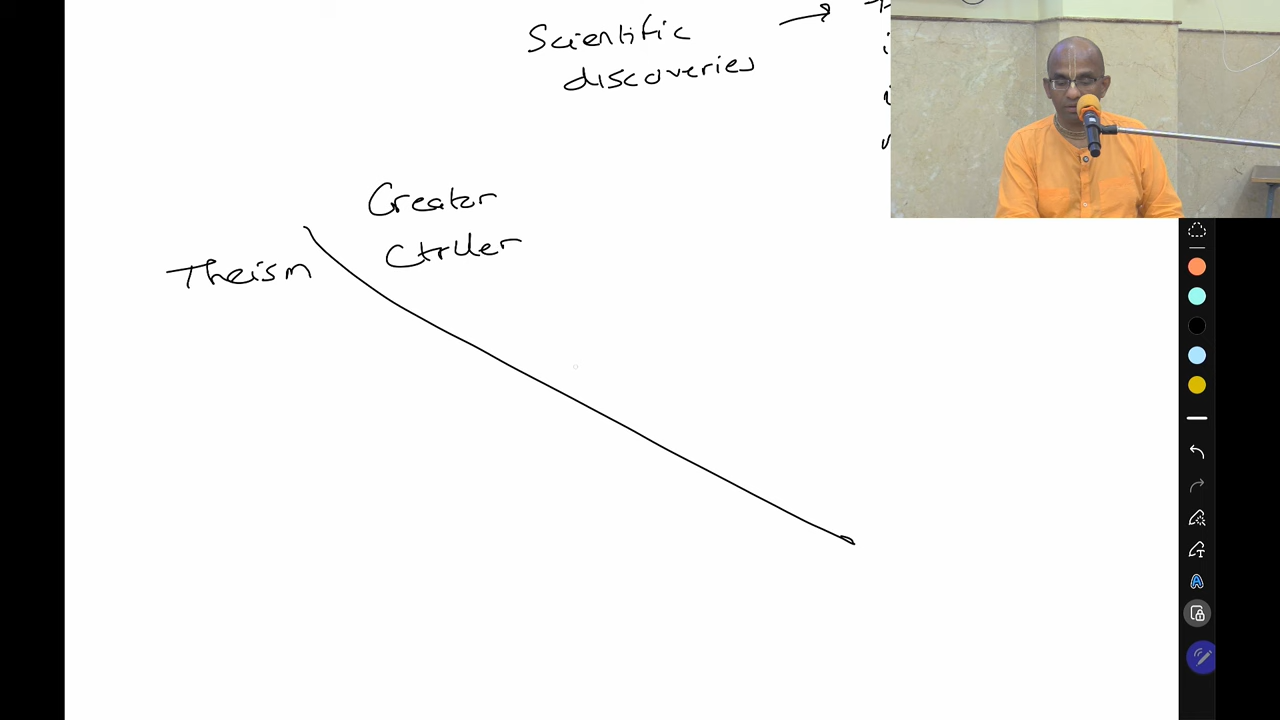 Scientific
discoveries
Creator
Ctrller
Theism